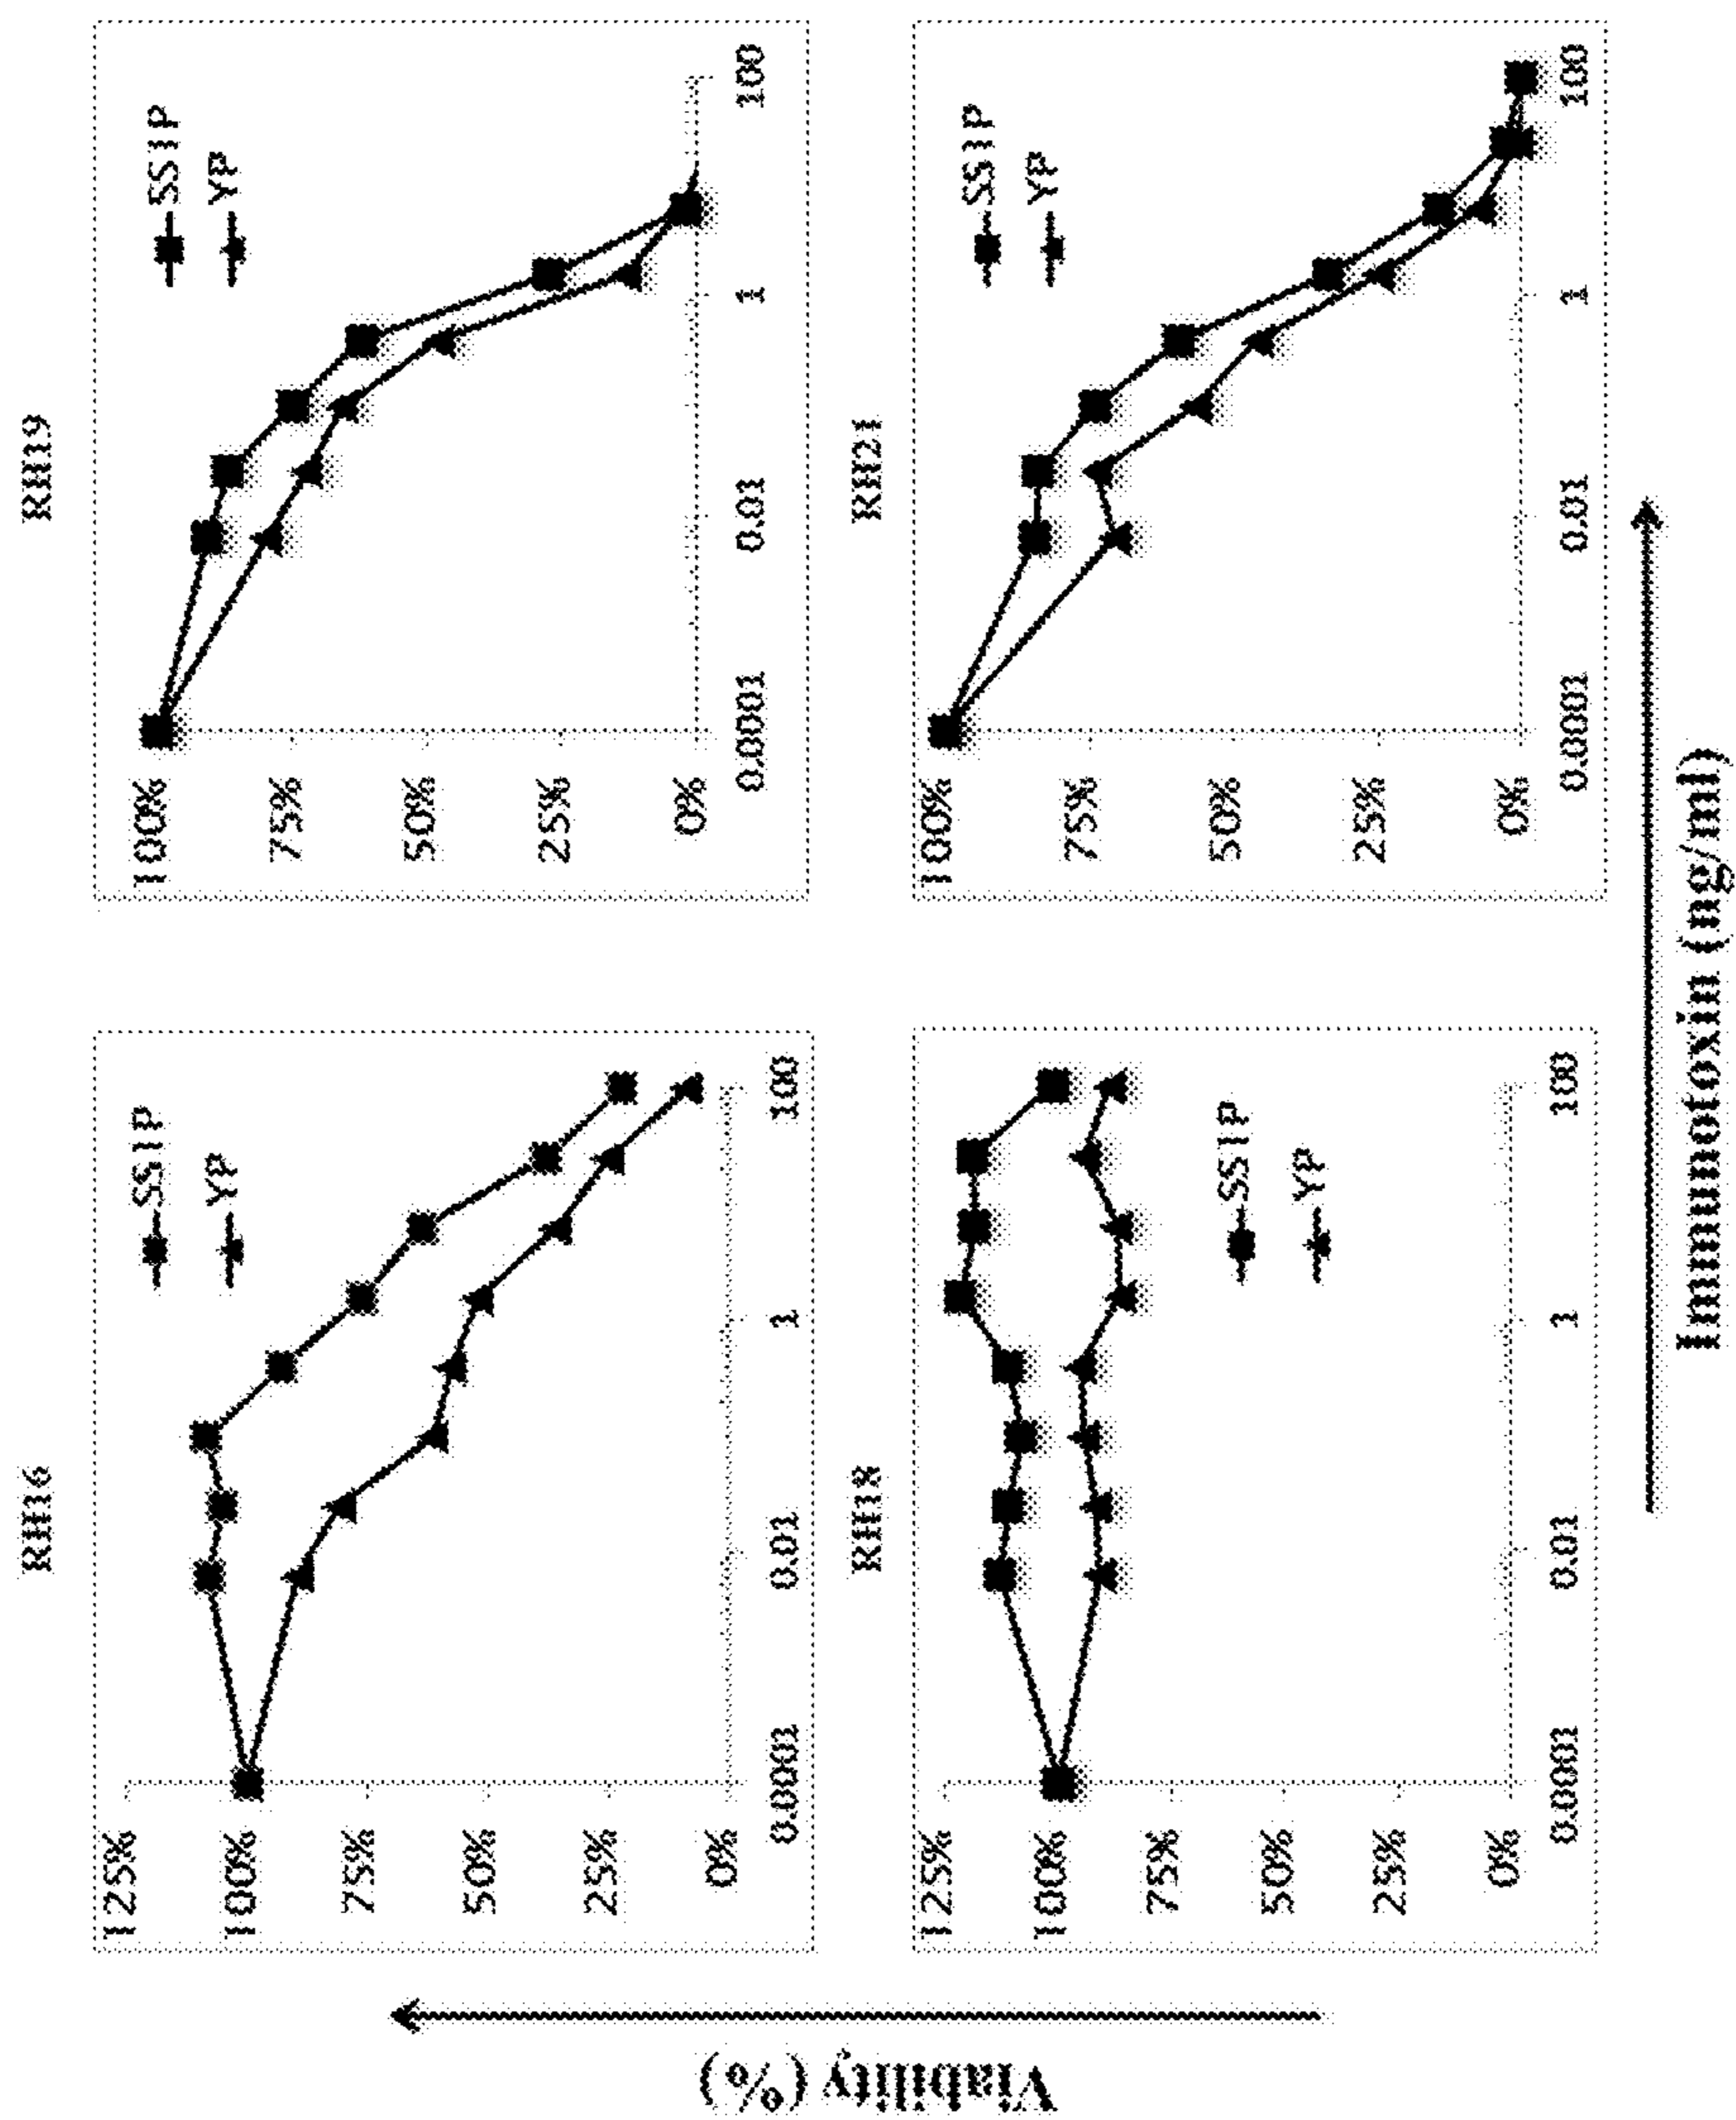 RH16
125%
100%
75%
50%
25%
0%
0.0001
0.01
1
100
SS1P
YP
RH19
100%
75%
50%
25%
0%
0.0001
0.01
1
100
SS1P
YP
RH18
125%
100%
75%
50%
25%
0%
0.0001
0.01
1
100
SS1P
YP
RH21
100%
75%
50%
25%
0%
0.0001
0.01
1
100
SS1P
YP
Viability (%)
Immunotoxin (ng/ml)